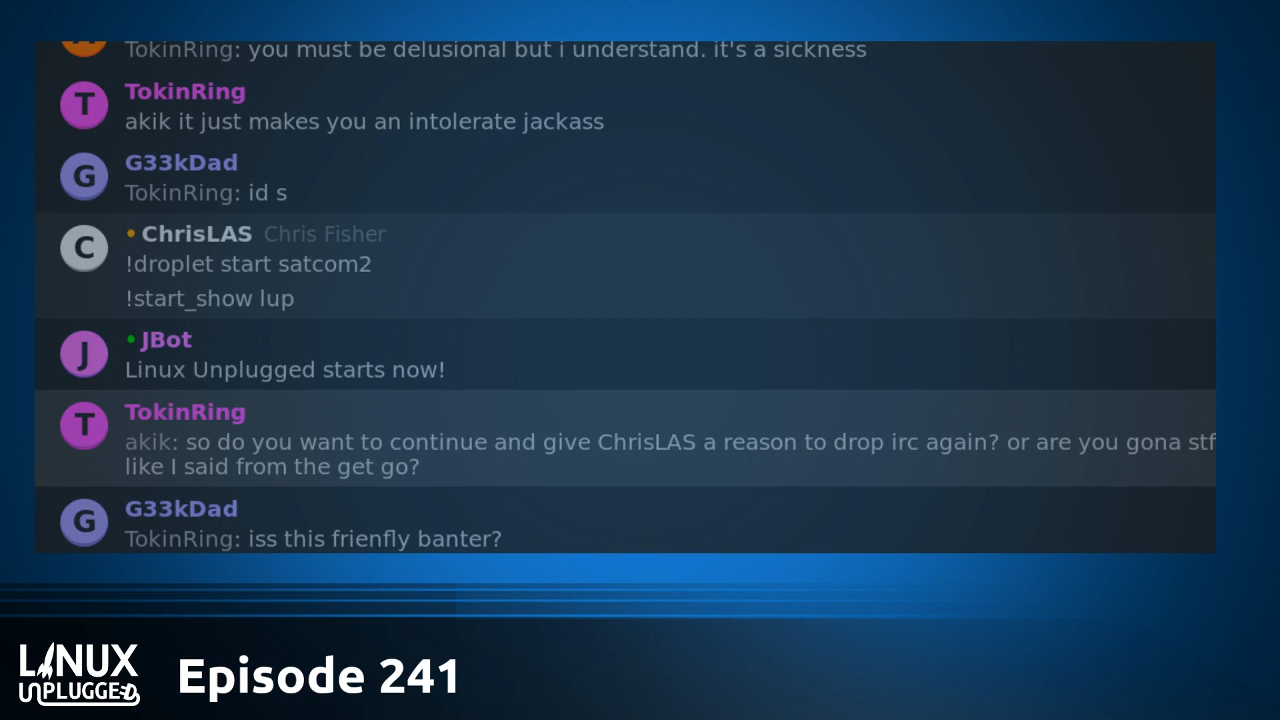 TokinRing: you must be delusional but i understand. it's a sickness
T
TokinRing
akik it just makes you an intolerate jackass
G
G33kDad
TokinRing: id s
C
• ChrisLAS Chris Fisher
!droplet start satcom2
!start_show lup
J
• JBot
Linux Unplugged starts now!
T
TokinRing
akik: so do you want to continue and give ChrisLAS a reason to drop irc again? or are you gona stf
like I said from the get go?
G
G33kDad
TokinRing: iss this frienfly banter?
LINUX
UNPLUGGED
Episode 241